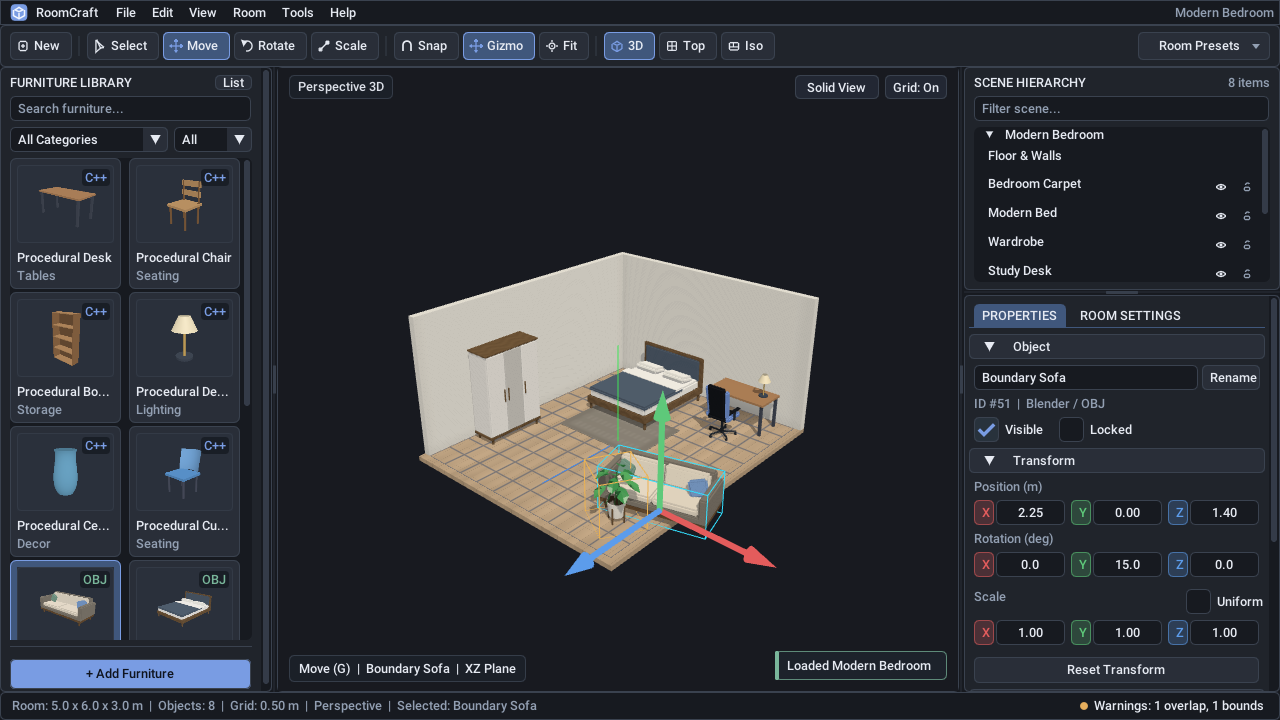 RoomCraft File Edit View Room Tools Help Modern Bedroom
New Select Move Rotate Scale Snap Gizmo Fit 3D Top Iso Room Presets
FURNITURE LIBRARY List
Search furniture...
All Categories All
C++ C++
Procedural Desk Procedural Chair
Tables Seating
C++ C++
Procedural Bo... Procedural De...
Storage Lighting
C++ C++
Procedural Ce... Procedural Cu...
Decor Seating
OBJ OBJ
+ Add Furniture
Perspective 3D Solid View Grid: On
Move (G) | Boundary Sofa | XZ Plane
Loaded Modern Bedroom
SCENE HIERARCHY 8 items
Filter scene...
Modern Bedroom
Floor & Walls
Bedroom Carpet
Modern Bed
Wardrobe
Study Desk
PROPERTIES ROOM SETTINGS
Object
Boundary Sofa Rename
ID #51 | Blender / OBJ
Visible Locked
Transform
Position (m)
X 2.25 Y 0.00 Z 1.40
Rotation (deg)
X 0.0 Y 15.0 Z 0.0
Scale Uniform
X 1.00 Y 1.00 Z 1.00
Reset Transform
Room: 5.0 x 6.0 x 3.0 m | Objects: 8 | Grid: 0.50 m | Perspective | Selected: Boundary Sofa Warnings: 1 overlap, 1 bounds